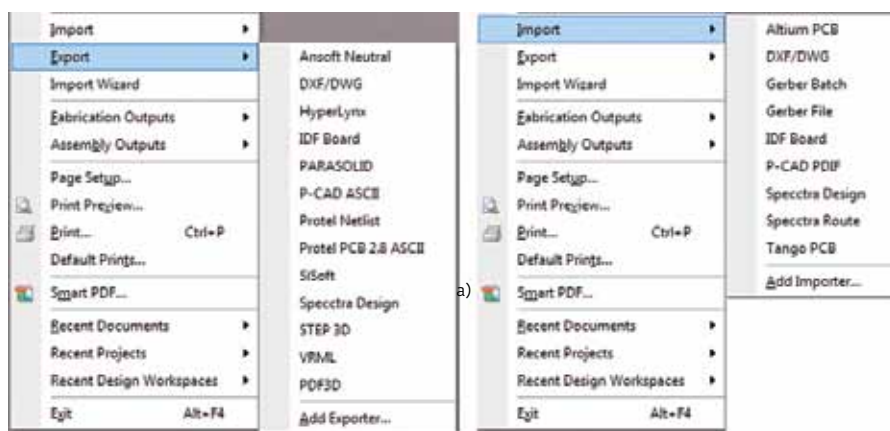 Import
Export
Import Wizard
Fabrication Outputs
Assembly Outputs
Page Setup...
Print Preview...
Print... Ctrl+P
Default Prints...
Smart PDF...
Recent Documents
Recent Projects
Recent Design Workspaces
Exit Alt+F4
Ansoft Neutral
DXF/DWG
HyperLynx
IDF Board
PARASOLID
P-CAD ASCII
Protel Netlist
Protel PCB 2.8 ASCII
SiSoft
Specctra Design
STEP 3D
VRML
PDF3D
Add Exporter...
a)
Import
Export
Import Wizard
Fabrication Outputs
Assembly Outputs
Page Setup...
Print Preview...
Print... Ctrl+P
Default Prints...
Smart PDF...
Recent Documents
Recent Projects
Recent Design Workspaces
Exit Alt+F4
Altium PCB
DXF/DWG
Gerber Batch
Gerber File
IDF Board
P-CAD PDIF
Specctra Design
Specctra Route
Tango PCB
Add Importer...